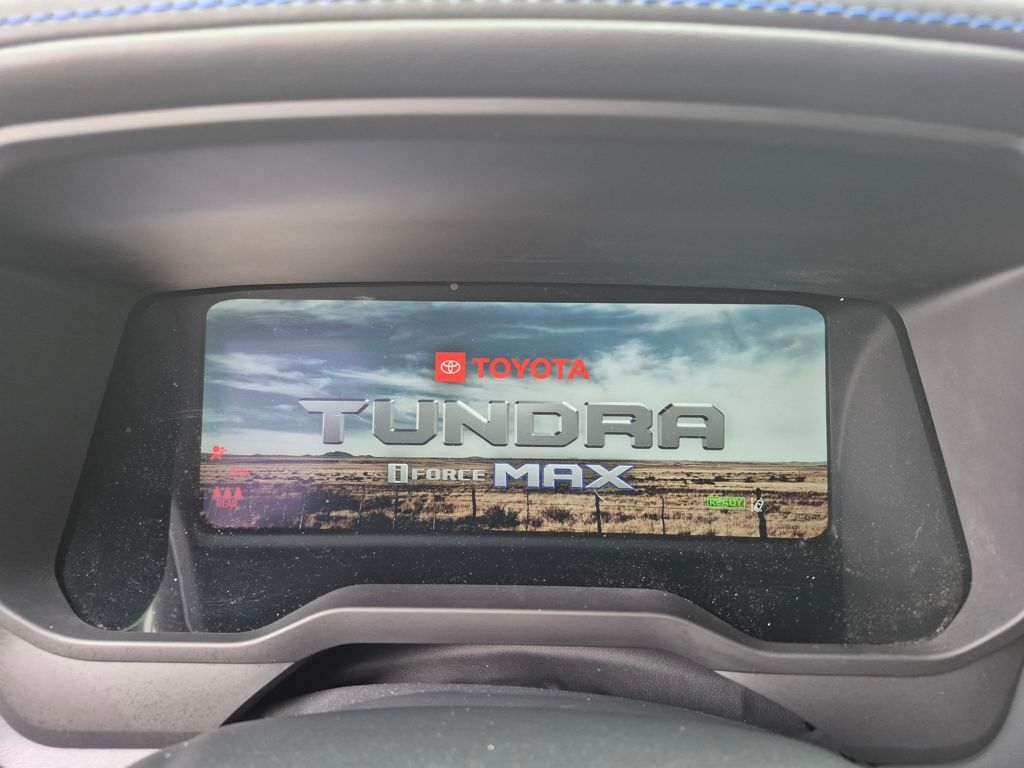 TOYOTA
TUNDRA
i FORCE MAX
REAR
READY